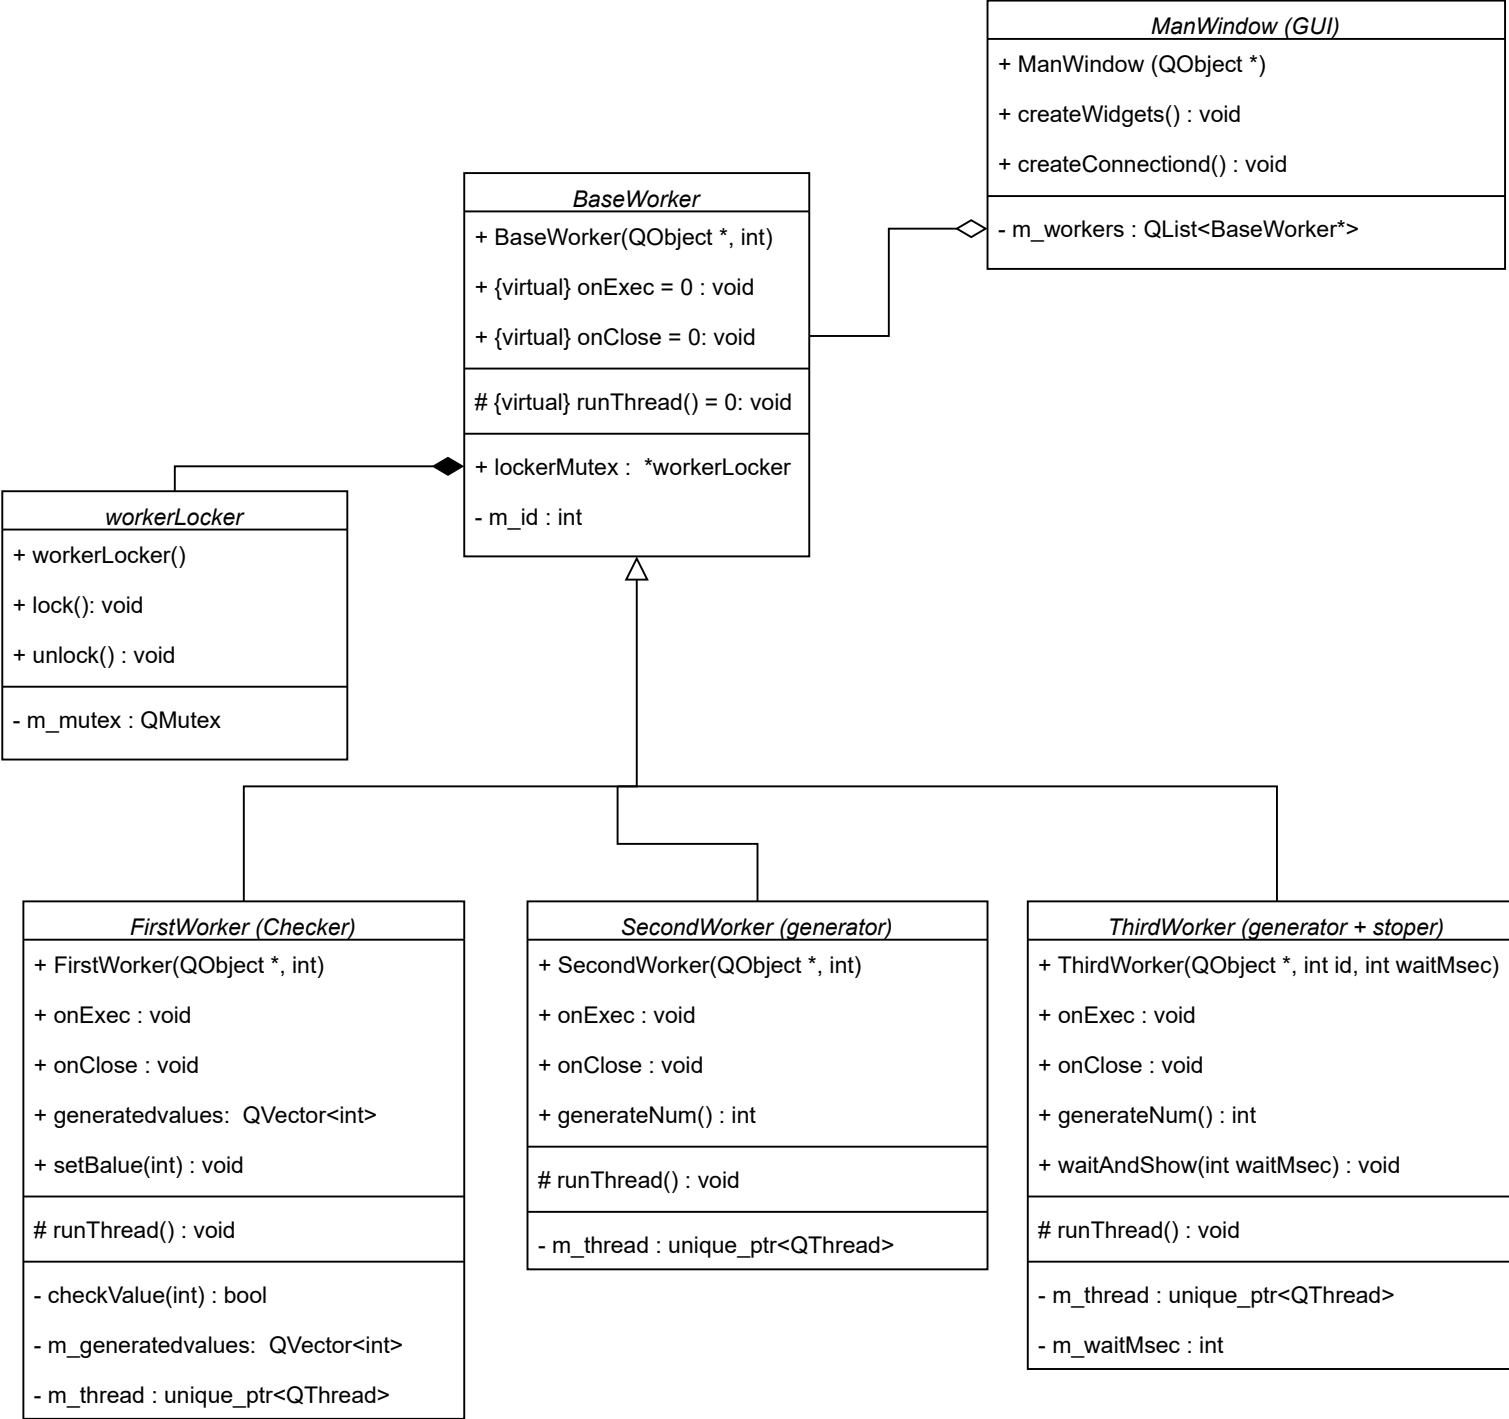 ManWindow (GUI)
+ ManWindow (QObject *)
+ createWidgets() : void
+ createConnectiond() : void
- m_workers : QList<BaseWorker*>
BaseWorker
+ BaseWorker(QObject *, int)
+ {virtual} onExec = 0 : void
+ {virtual} onClose = 0: void
# {virtual} runThread() = 0: void
+ lockerMutex :  *workerLocker
- m_id : int
workerLocker
+ workerLocker()
+ lock(): void
+ unlock() : void
- m_mutex : QMutex
FirstWorker (Checker)
+ FirstWorker(QObject *, int)
+ onExec : void
+ onClose : void
+ generatedvalues:  QVector<int>
+ setBalue(int) : void
# runThread() : void
- checkValue(int) : bool
- m_generatedvalues:  QVector<int>
- m_thread : unique_ptr<QThread>
SecondWorker (generator)
+ SecondWorker(QObject *, int)
+ onExec : void
+ onClose : void
+ generateNum() : int
# runThread() : void
- m_thread : unique_ptr<QThread>
ThirdWorker (generator + stoper)
+ ThirdWorker(QObject *, int id, int waitMsec)
+ onExec : void
+ onClose : void
+ generateNum() : int
+ waitAndShow(int waitMsec) : void
# runThread() : void
- m_thread : unique_ptr<QThread>
- m_waitMsec : int